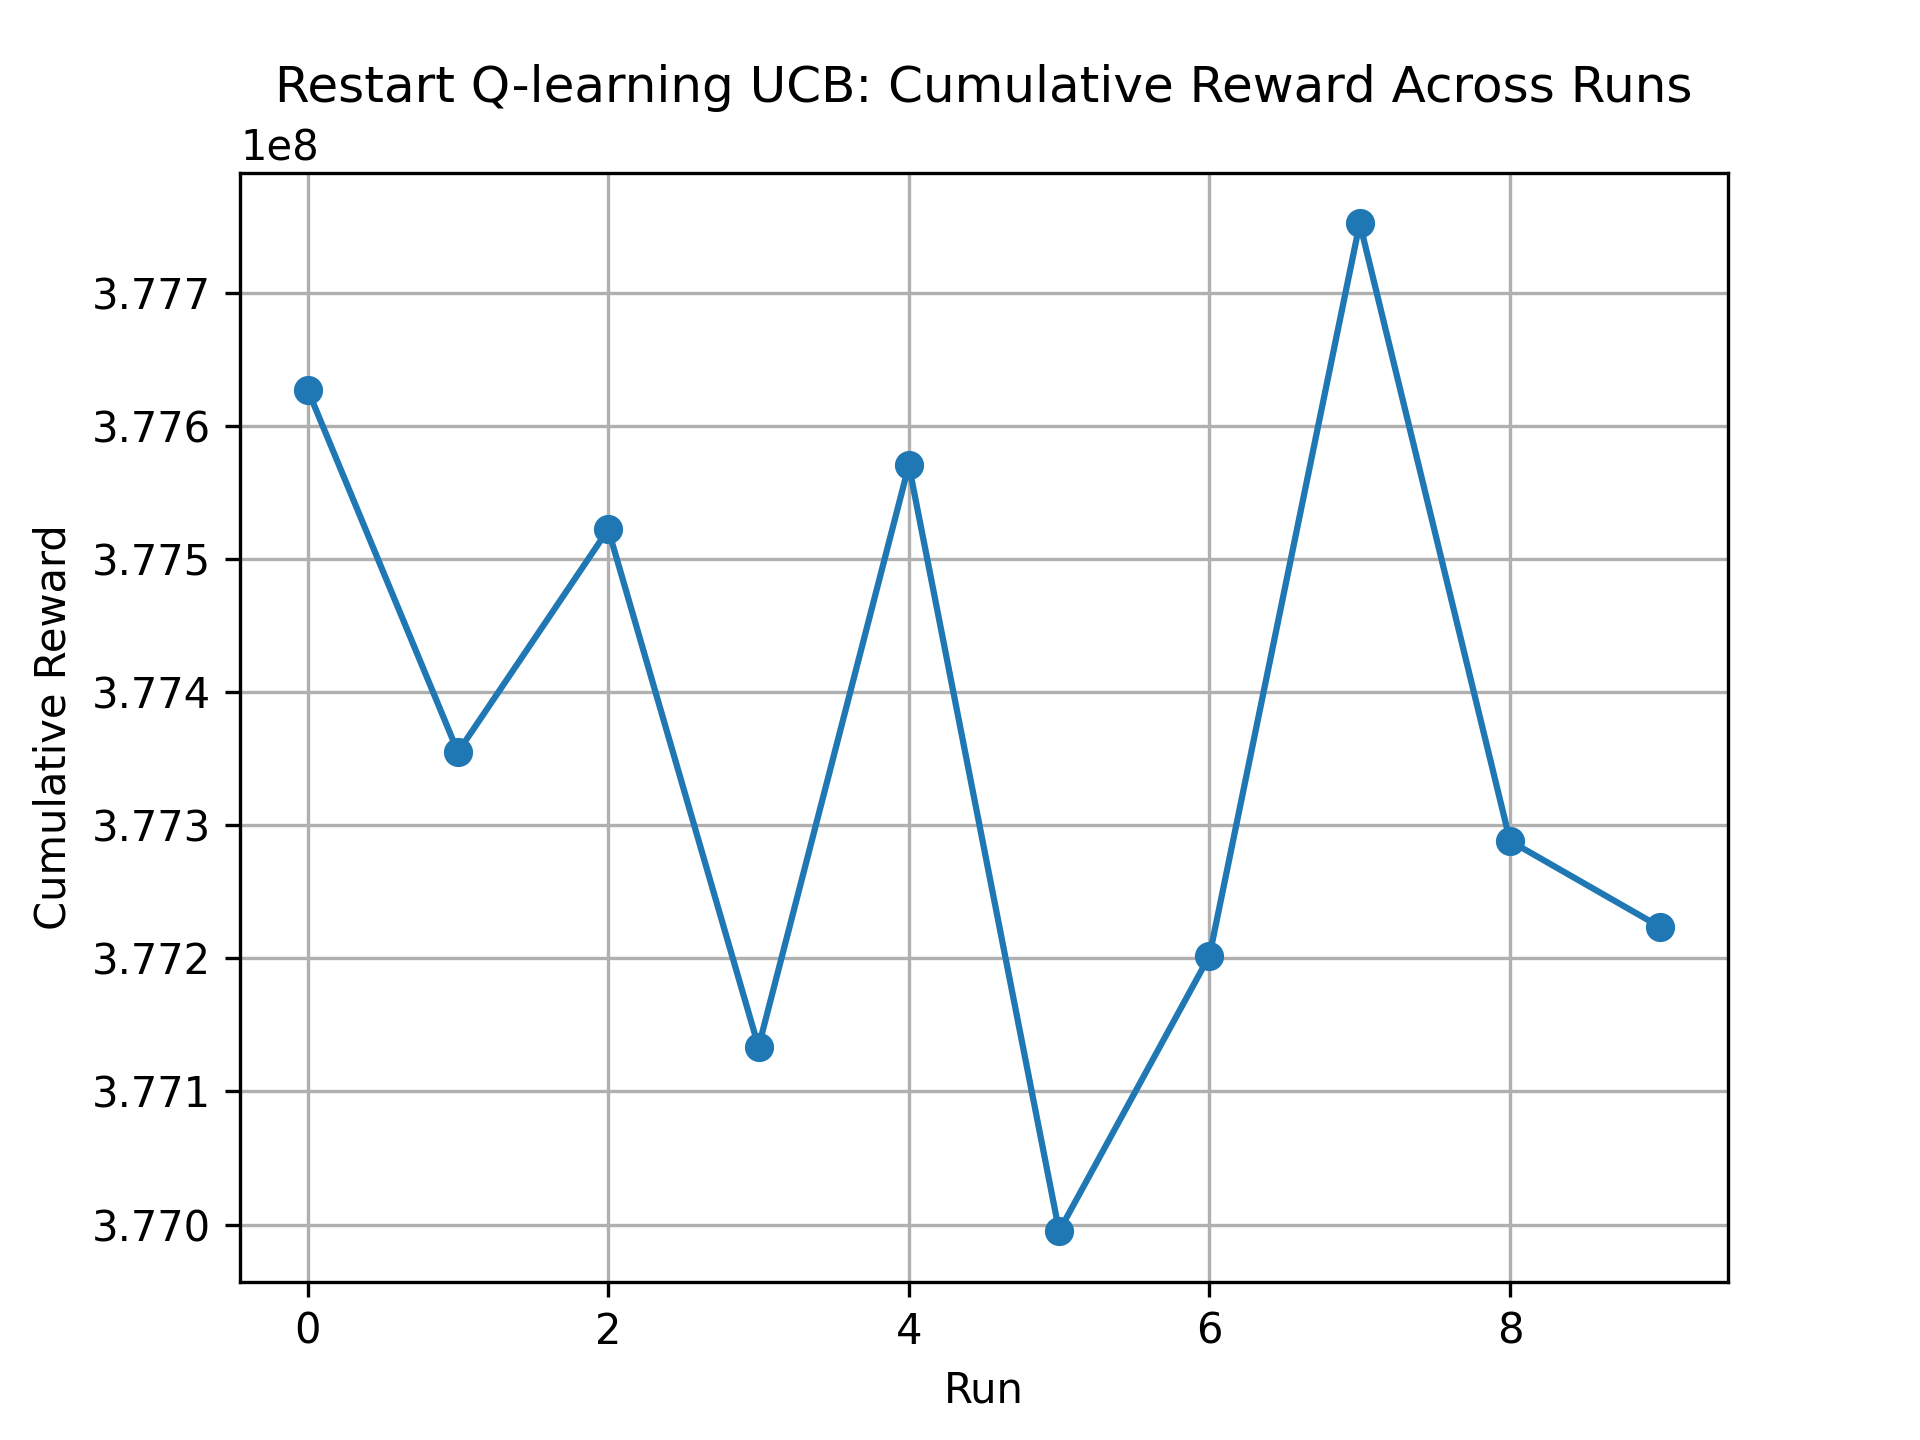 Restart Q-learning UCB: Cumulative Reward Across Runs
1e8
3.777
3.776
3.775
3.774
3.773
3.772
3.771
3.770
Cumulative Reward
0 2 4 6 8
Run